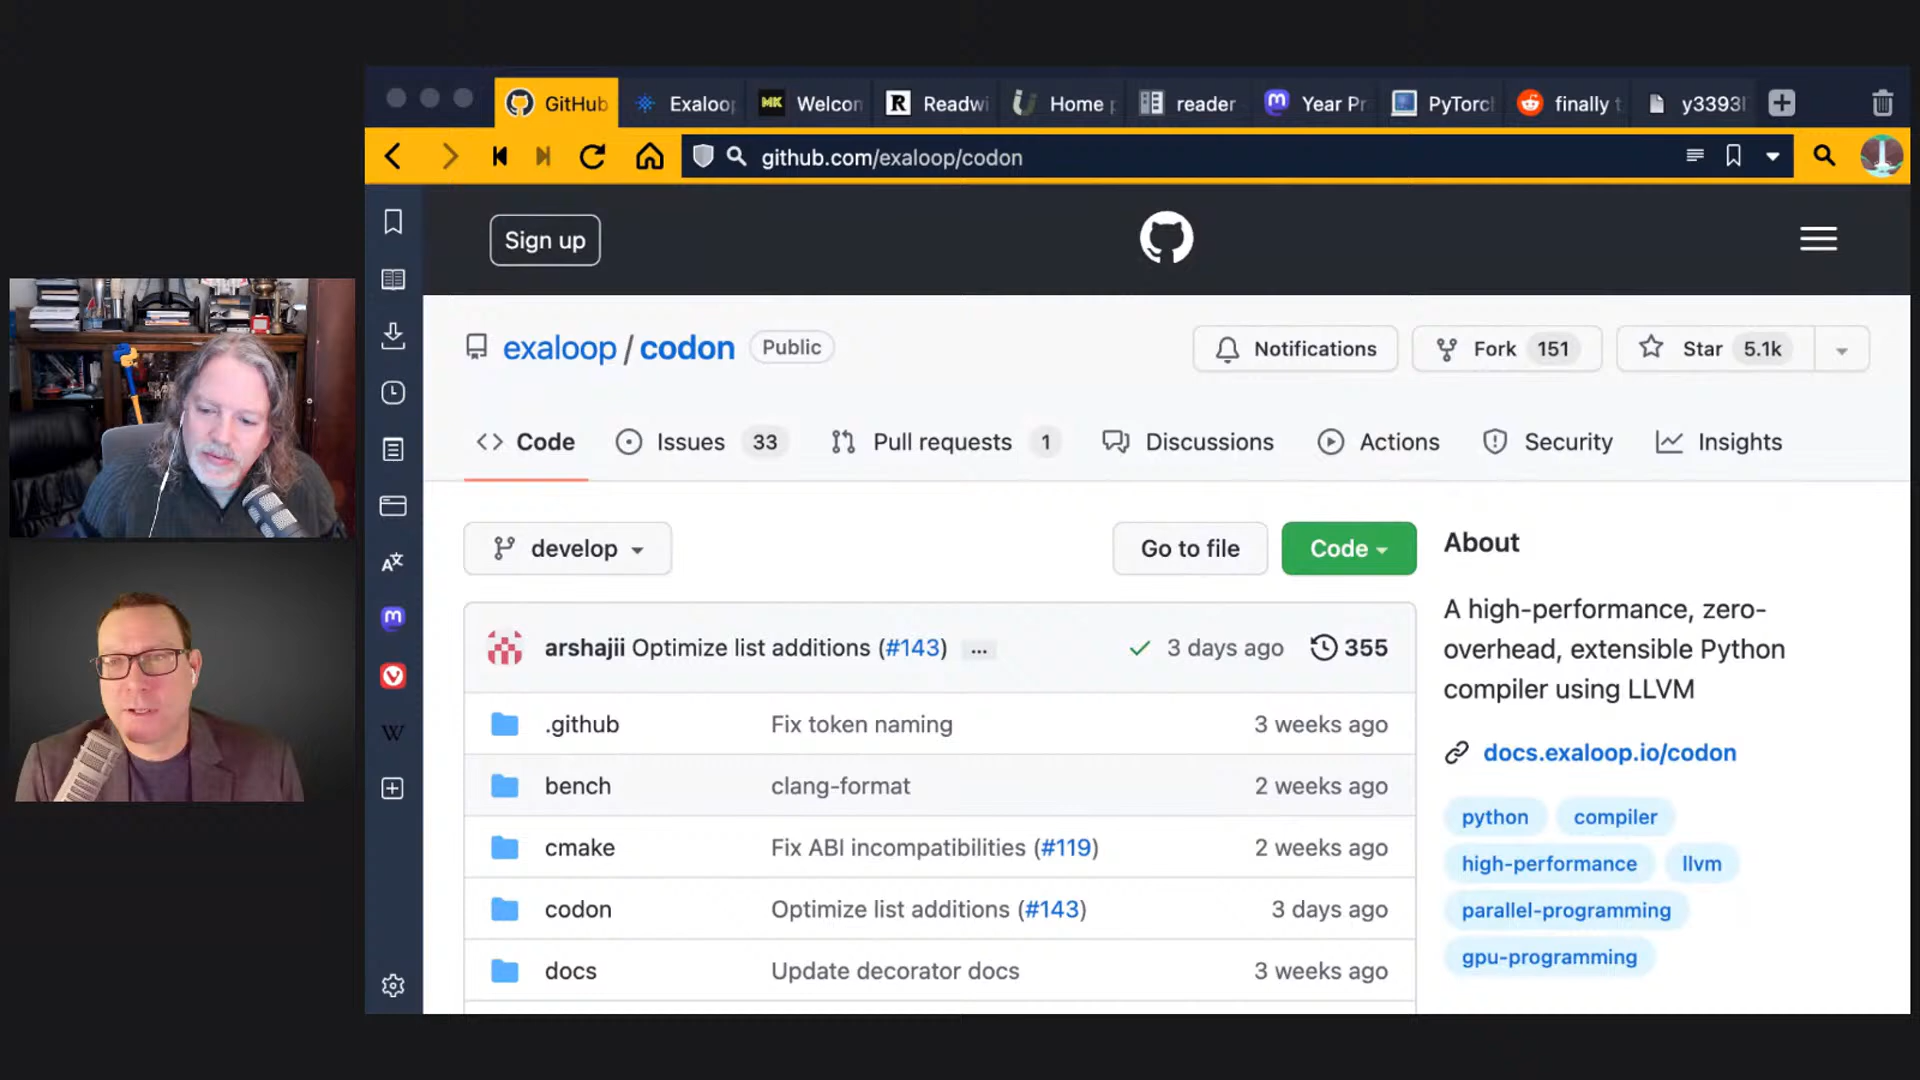 GitHub
Exaloo
MK
Welcon
R
Readwi
Home
reader
Year Pr
PyTorc
finally t
y3393
github.com/exaloop/codon
Sign up
exaloop / codon
Public
Notifications
Fork 151
Star 5.1k
Code
Issues 33
Pull requests 1
Discussions
Actions
Security
Insights
develop
Go to file
Code
About
A high-performance, zero-
overhead, extensible Python
compiler using LLVM
docs.exaloop.io/codon
python
compiler
high-performance
llvm
parallel-programming
gpu-programming
arshajii Optimize list additions (#143) ...
3 days ago
355
.github
Fix token naming
3 weeks ago
bench
clang-format
2 weeks ago
cmake
Fix ABI incompatibilities (#119)
2 weeks ago
codon
Optimize list additions (#143)
3 days ago
docs
Update decorator docs
3 weeks ago
W